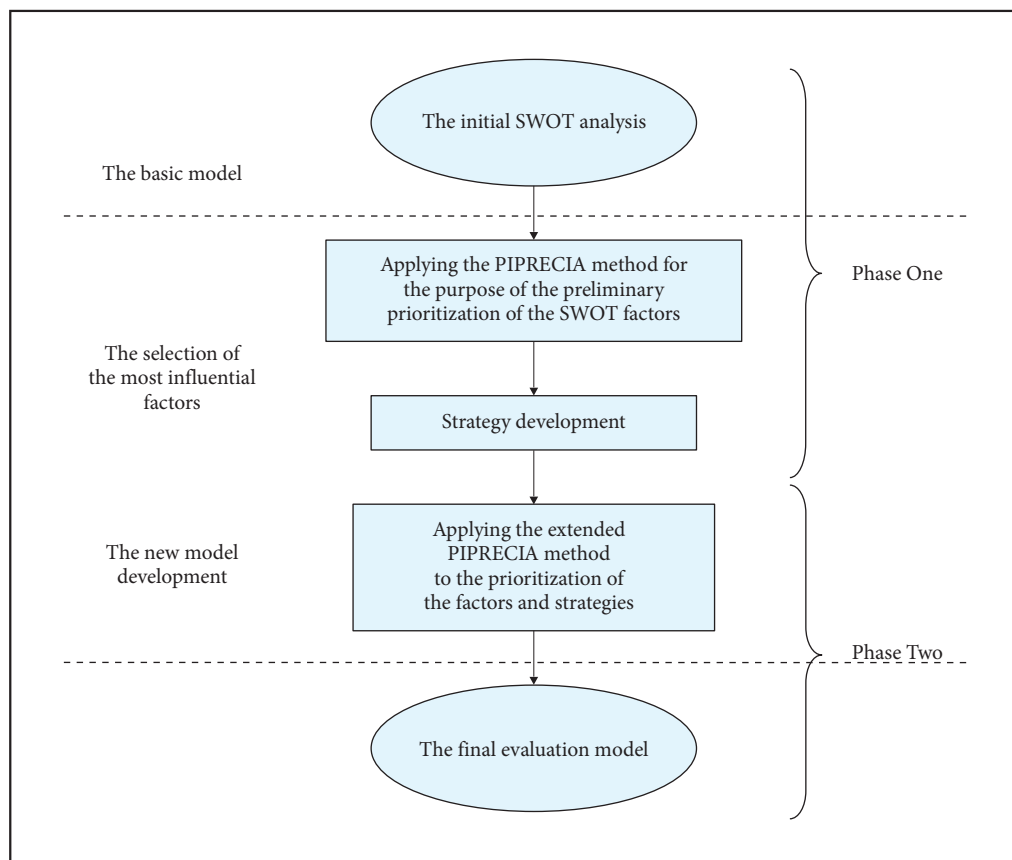 The initial SWOT analysis
The basic model
Applying the PIPRECIA method for
the purpose of the preliminary
prioritization of the SWOT factors
Phase One
The selection of
the most influential
factors
Strategy development
Applying the extended
PIPRECIA method
to the prioritization of
the factors and strategies
The new model
development
Phase Two
The final evaluation model